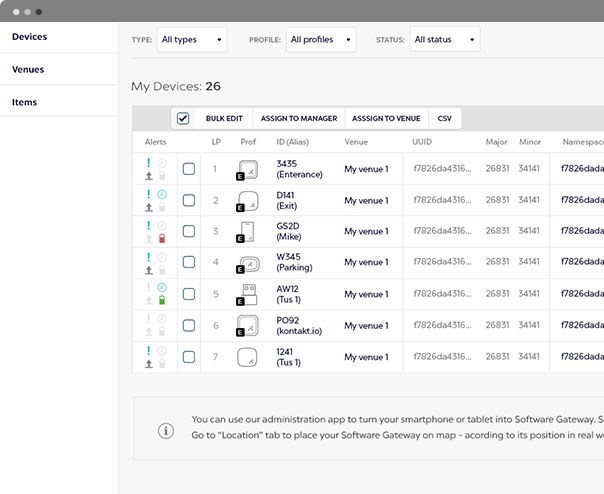 Devices
Venues
Items
TYPE: All types PROFILE: All profiles STATUS: All status
My Devices: 26
BULK EDIT ASSIGN TO MANAGER ASSSIGN TO VENUE CSV
Alerts LP Prof ID (Alias) Venue UUID Major Minor Namespac
1 E 3435 (Enterance) My venue 1 f7826da4316... 26831 34141 f7826dada
2 E D141 (Exit) My venue 1 f7826da4316... 26831 34141 f7826dada
3 E GS2D (Mike) My venue 1 f7826da4316... 26831 34141 f7826dada
4 E W345 (Parking) My venue 1 f7826da4316... 26831 34141 f7826dada
5 E AW12 (Tus 1) My venue 1 f7826da4316... 26831 34141 f7826dada
6 E PO92 (kontakt.io) My venue 1 f7826da4316... 26831 34141 f7826dada
7 1241 (Tus 1) My venue 1 f7826da4316... 26831 34141 f7826dada
You can use our administration app to turn your smartphone or tablet into Software Gateway. S
Go to "Location" tab to place your Software Gateway on map - acording to its position in real w